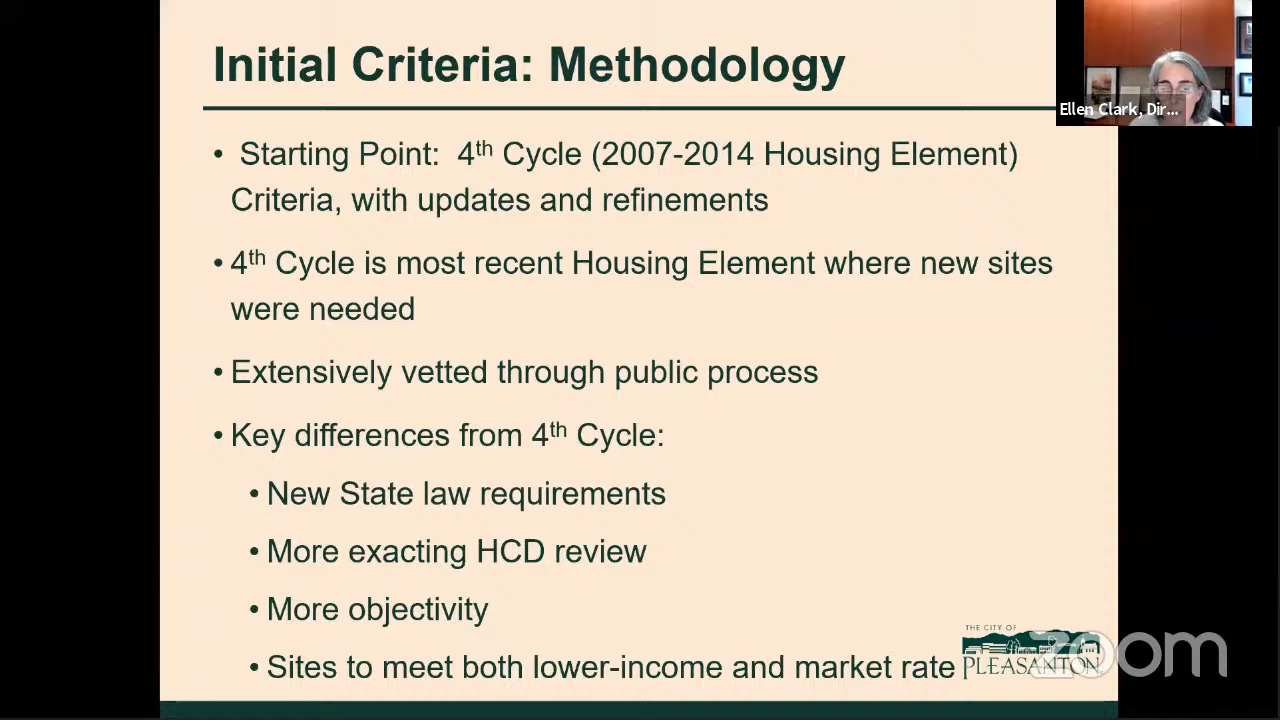 Initial Criteria: Methodology
Ellen Clark, Dir...
• Starting Point: 4th Cycle (2007-2014 Housing Element)
Criteria, with updates and refinements
• 4th Cycle is most recent Housing Element where new sites
were needed
• Extensively vetted through public process
• Key differences from 4th Cycle:
• New State law requirements
• More exacting HCD review
• More objectivity
• Sites to meet both lower-income and market rate
THE CITY OF
PLEASANTON
zoom